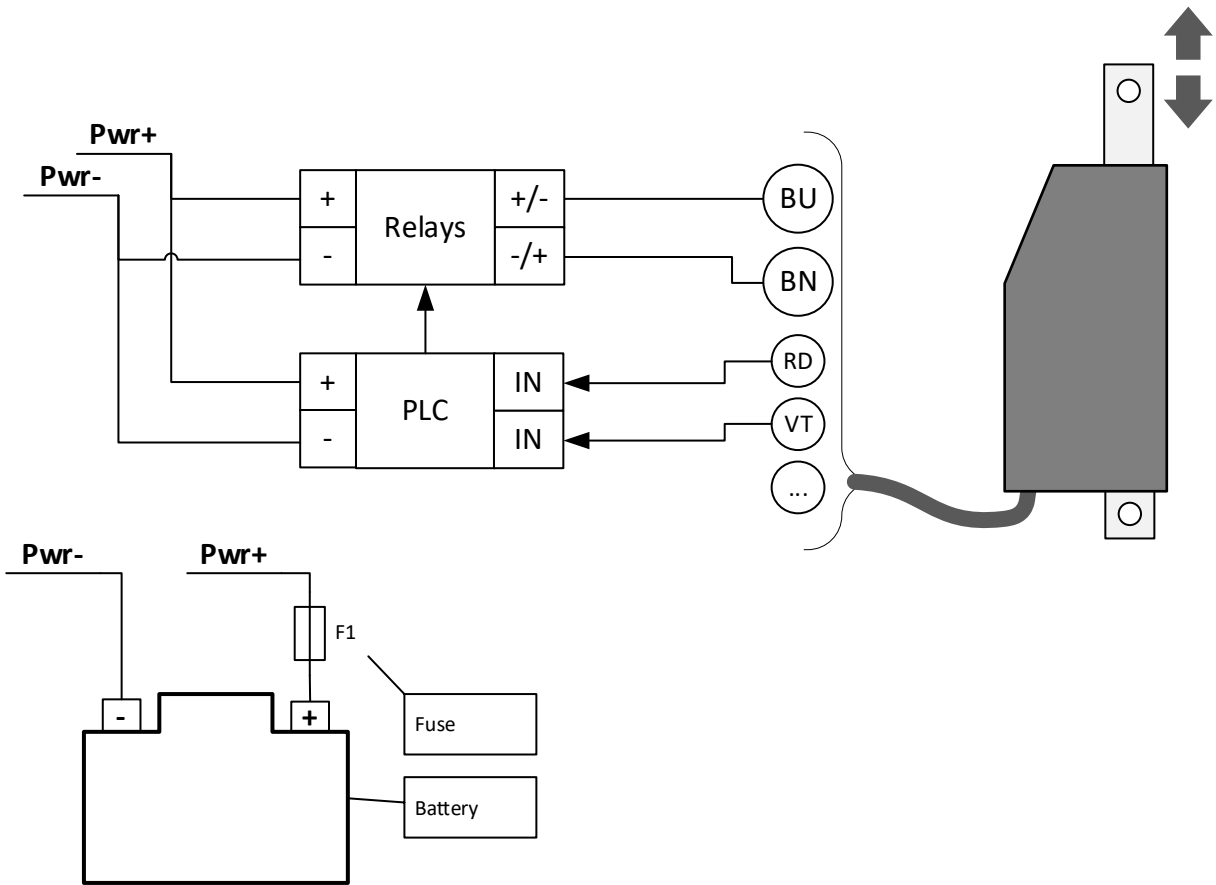 Pwr+
Pwr-
+ Relays +/-
- -/+
BU
BN
+ PLC IN
- IN
RD
VT
...
Pwr- Pwr+
F1
- +
Fuse
Battery